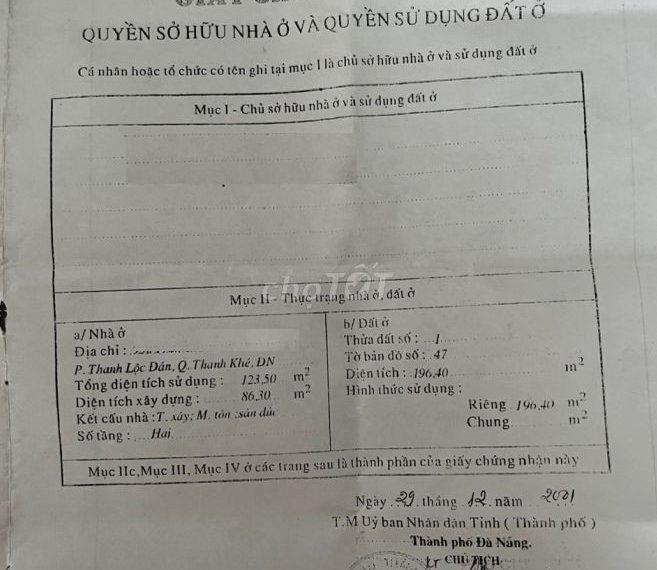 QUYỀN SỞ HỮU NHÀ Ở VÀ QUYỀN SỬ DỤNG ĐẤT Ở
Cá nhân hoặc tổ chức có tên ghi tại mục I là chủ sở hữu nhà ở và sử dụng đất ở
Mục I - Chủ sở hữu nhà ở và sử dụng đất ở
chợTỐT
Mục II - Thực trạng nhà ở, đất ở
a/ Nhà ở
Địa chỉ :
P. Thanh Lộc Đán, Q. Thanh Khê, ĐN
Tổng diện tích sử dụng : 123,50 m²
Diện tích xây dựng : 86,30 m²
Kết cấu nhà : T. xây; M. tôn ; sàn đúc
Số tầng : Hai
b/ Đất ở
Thửa đất số : 1
Tờ bản đồ số : 47
Diện tích : 196,40 m²
Hình thức sử dụng :
Riêng 196,40 m²
Chung m²
Mục IIc, Mục III, Mục IV ở các trang sau là thành phần của giấy chứng nhận này
Ngày 29 tháng 12 năm 2001
T.M Uỷ ban Nhân dân Tỉnh ( Thành phố )
Thành phố Đà Nẵng.
CHỦ TỊCH